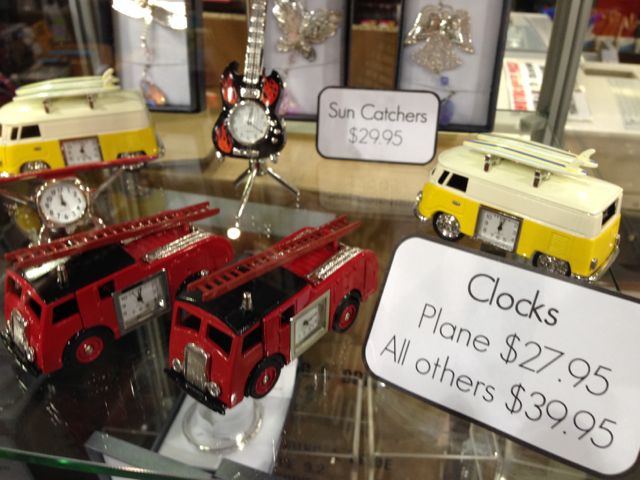 Sun Catchers
$29.95
Clocks
Plane $27.95
All others $39.95